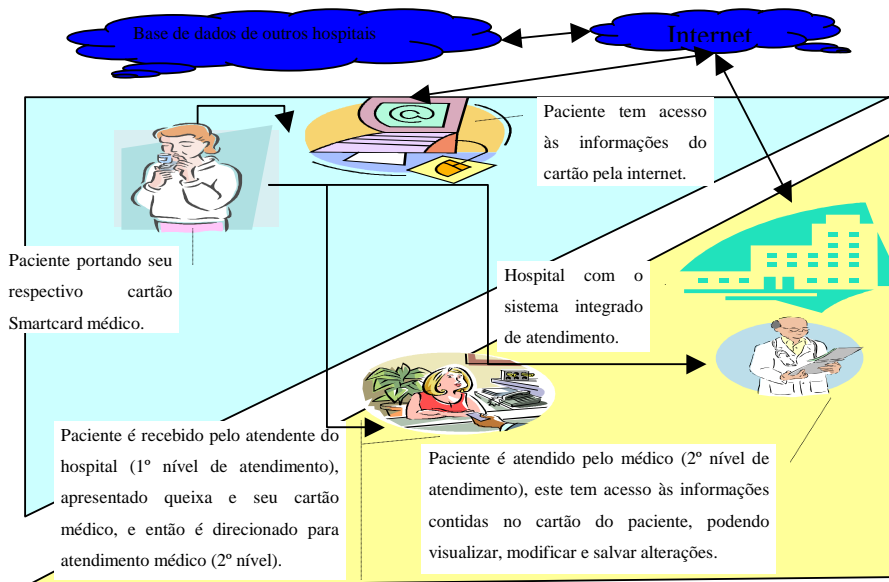 Base de dados de outros hospitais
Internet
@
Paciente tem acesso
às informações do
cartão pela internet.
Paciente portando seu
respectivo cartão
Smartcard médico.
Hospital com o
sistema integrado
de atendimento.
Paciente é recebido pelo atendente do
hospital (1º nível de atendimento),
apresentado queixa e seu cartão
médico, e então é direcionado para
atendimento médico (2º nível).
Paciente é atendido pelo médico (2º nível de
atendimento), este tem acesso às informações
contidas no cartão do paciente, podendo
visualizar, modificar e salvar alterações.